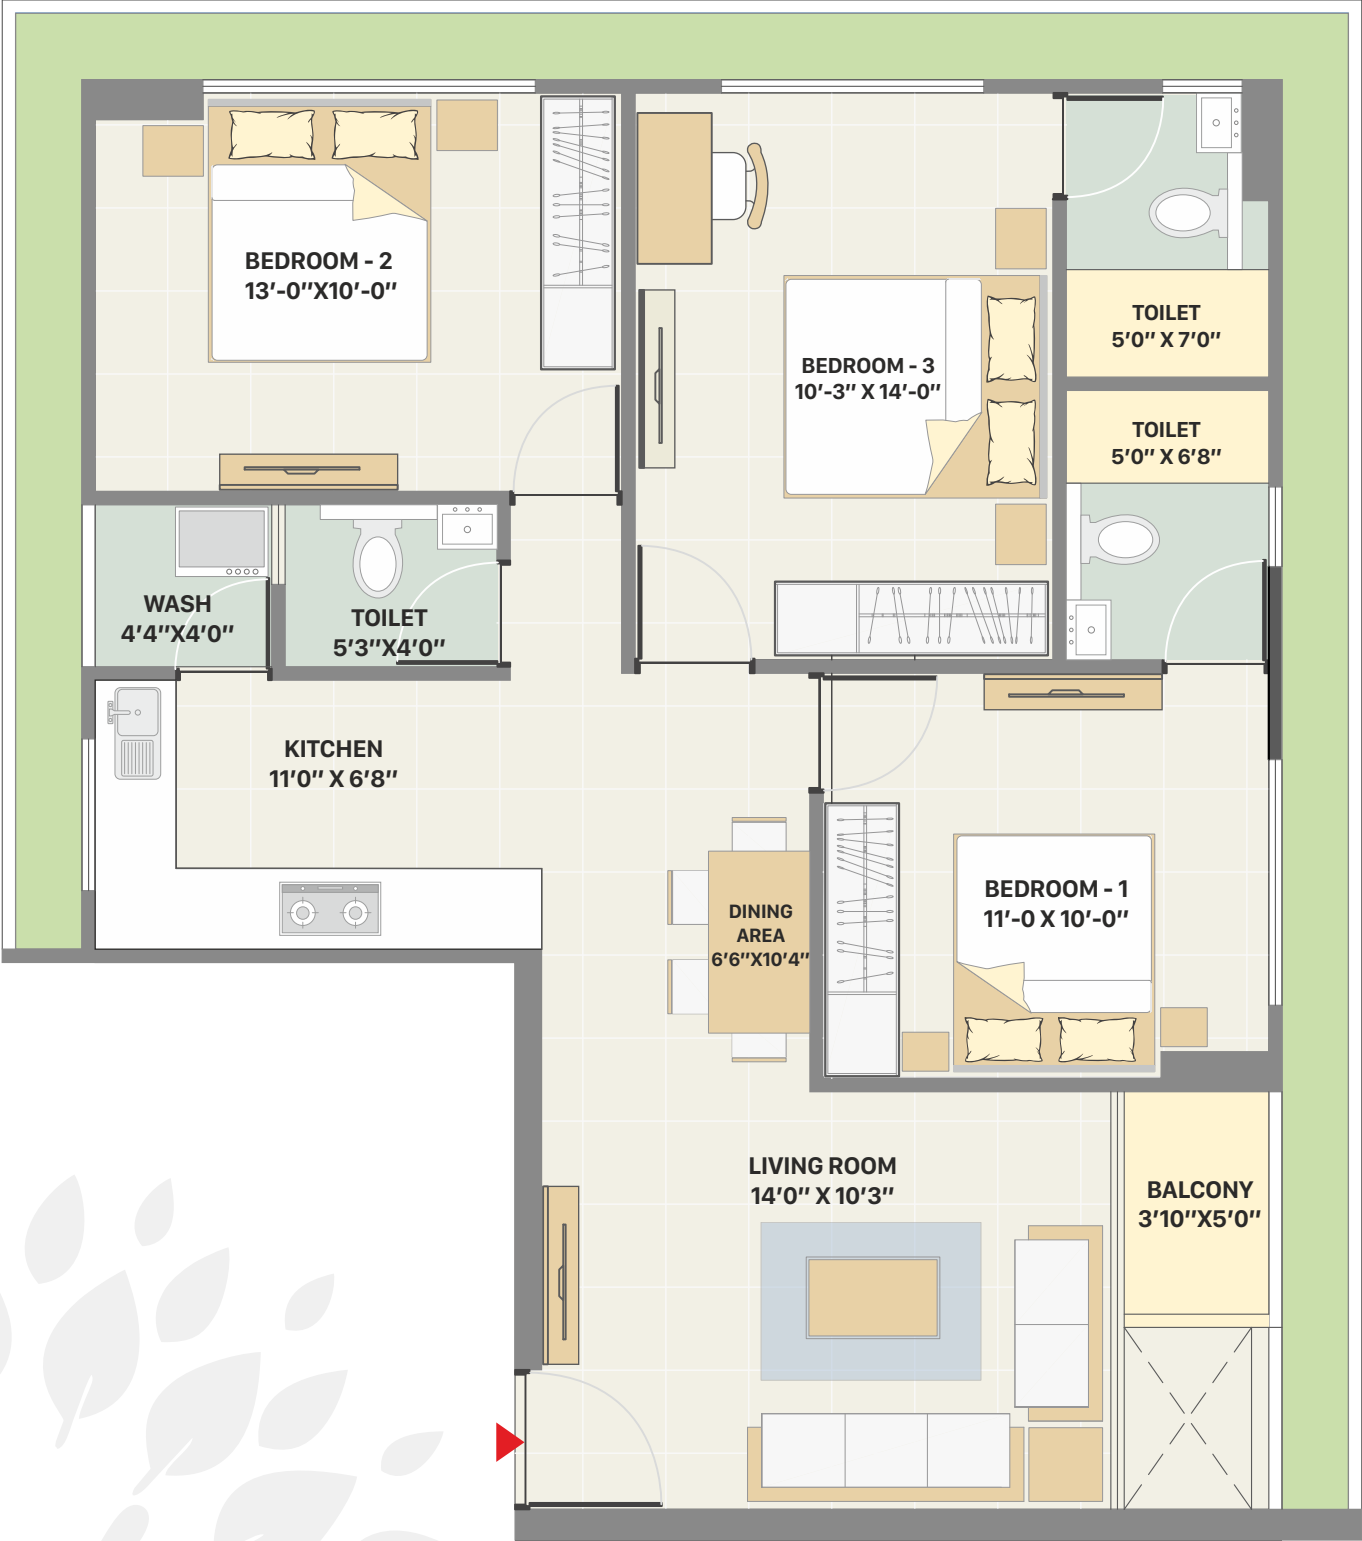 BEDROOM - 2
13'-0"X10'-0"
BEDROOM - 3
10'-3" X 14'-0"
TOILET
5'0" X 7'0"
TOILET
5'0" X 6'8"
WASH
4'4"X4'0"
TOILET
5'3"X4'0"
KITCHEN
11'0" X 6'8"
DINING
AREA
6'6"X10'4"
BEDROOM - 1
11'-0 X 10'-0"
LIVING ROOM
14'0" X 10'3"
BALCONY
3'10"X5'0"